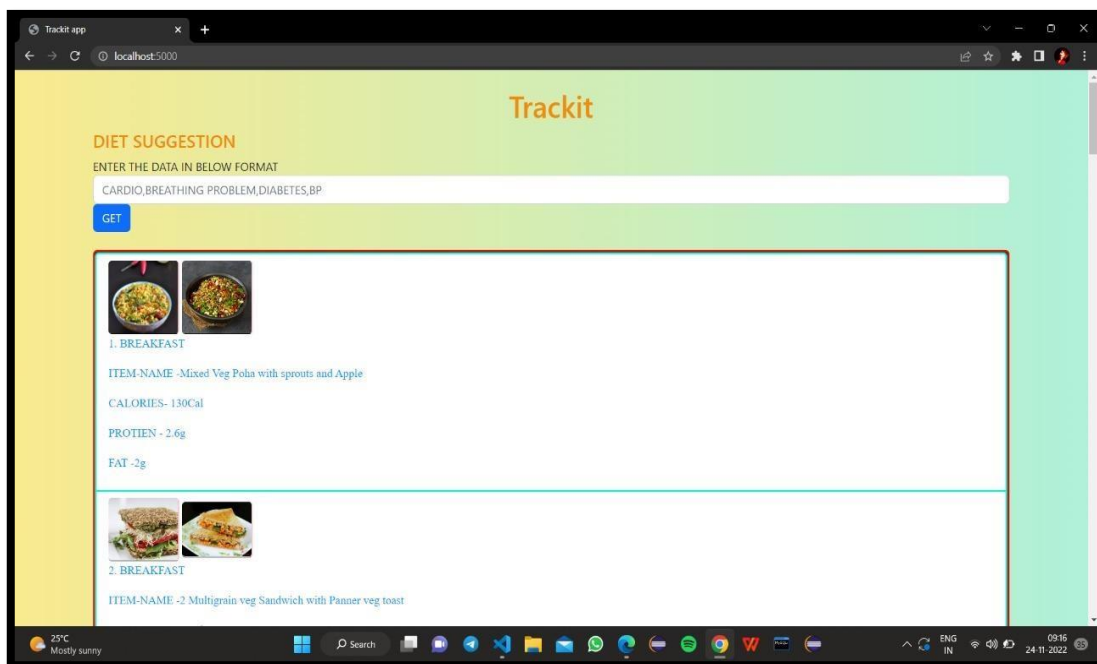 Trackit app
localhost:5000
Trackit
DIET SUGGESTION
ENTER THE DATA IN BELOW FORMAT
CARDIO,BREATHING PROBLEM,DIABETES,BP
GET
1. BREAKFAST
ITEM-NAME -Mixed Veg Poha with sprouts and Apple
CALORIES- 130Cal
PROTIEN - 2.6g
FAT -2g
2. BREAKFAST
ITEM-NAME -2 Multigrain veg Sandwich with Panner veg toast
25°C
Mostly sunny
Search
ENG
IN
09:16
24-11-2022